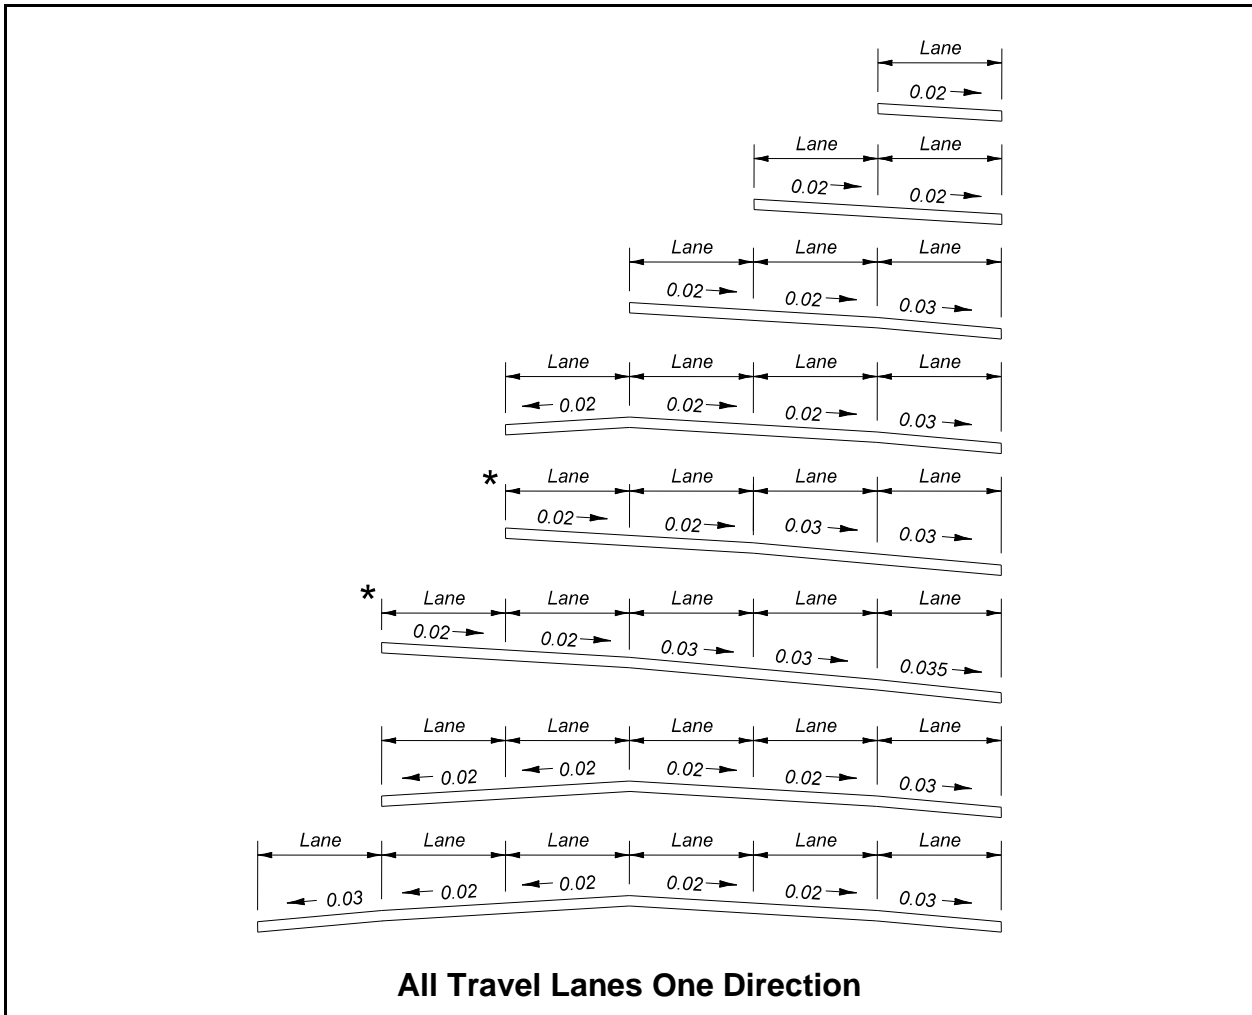 Lane
0.02
Lane Lane
0.02 0.02
Lane Lane Lane
0.02 0.02 0.03
Lane Lane Lane Lane
0.02 0.02 0.02 0.03
* Lane Lane Lane Lane
0.02 0.02 0.03 0.03
* Lane Lane Lane Lane Lane
0.02 0.02 0.03 0.03 0.035
Lane Lane Lane Lane Lane
0.02 0.02 0.02 0.02 0.03
Lane Lane Lane Lane Lane Lane
0.03 0.02 0.02 0.02 0.02 0.03
All Travel Lanes One Direction